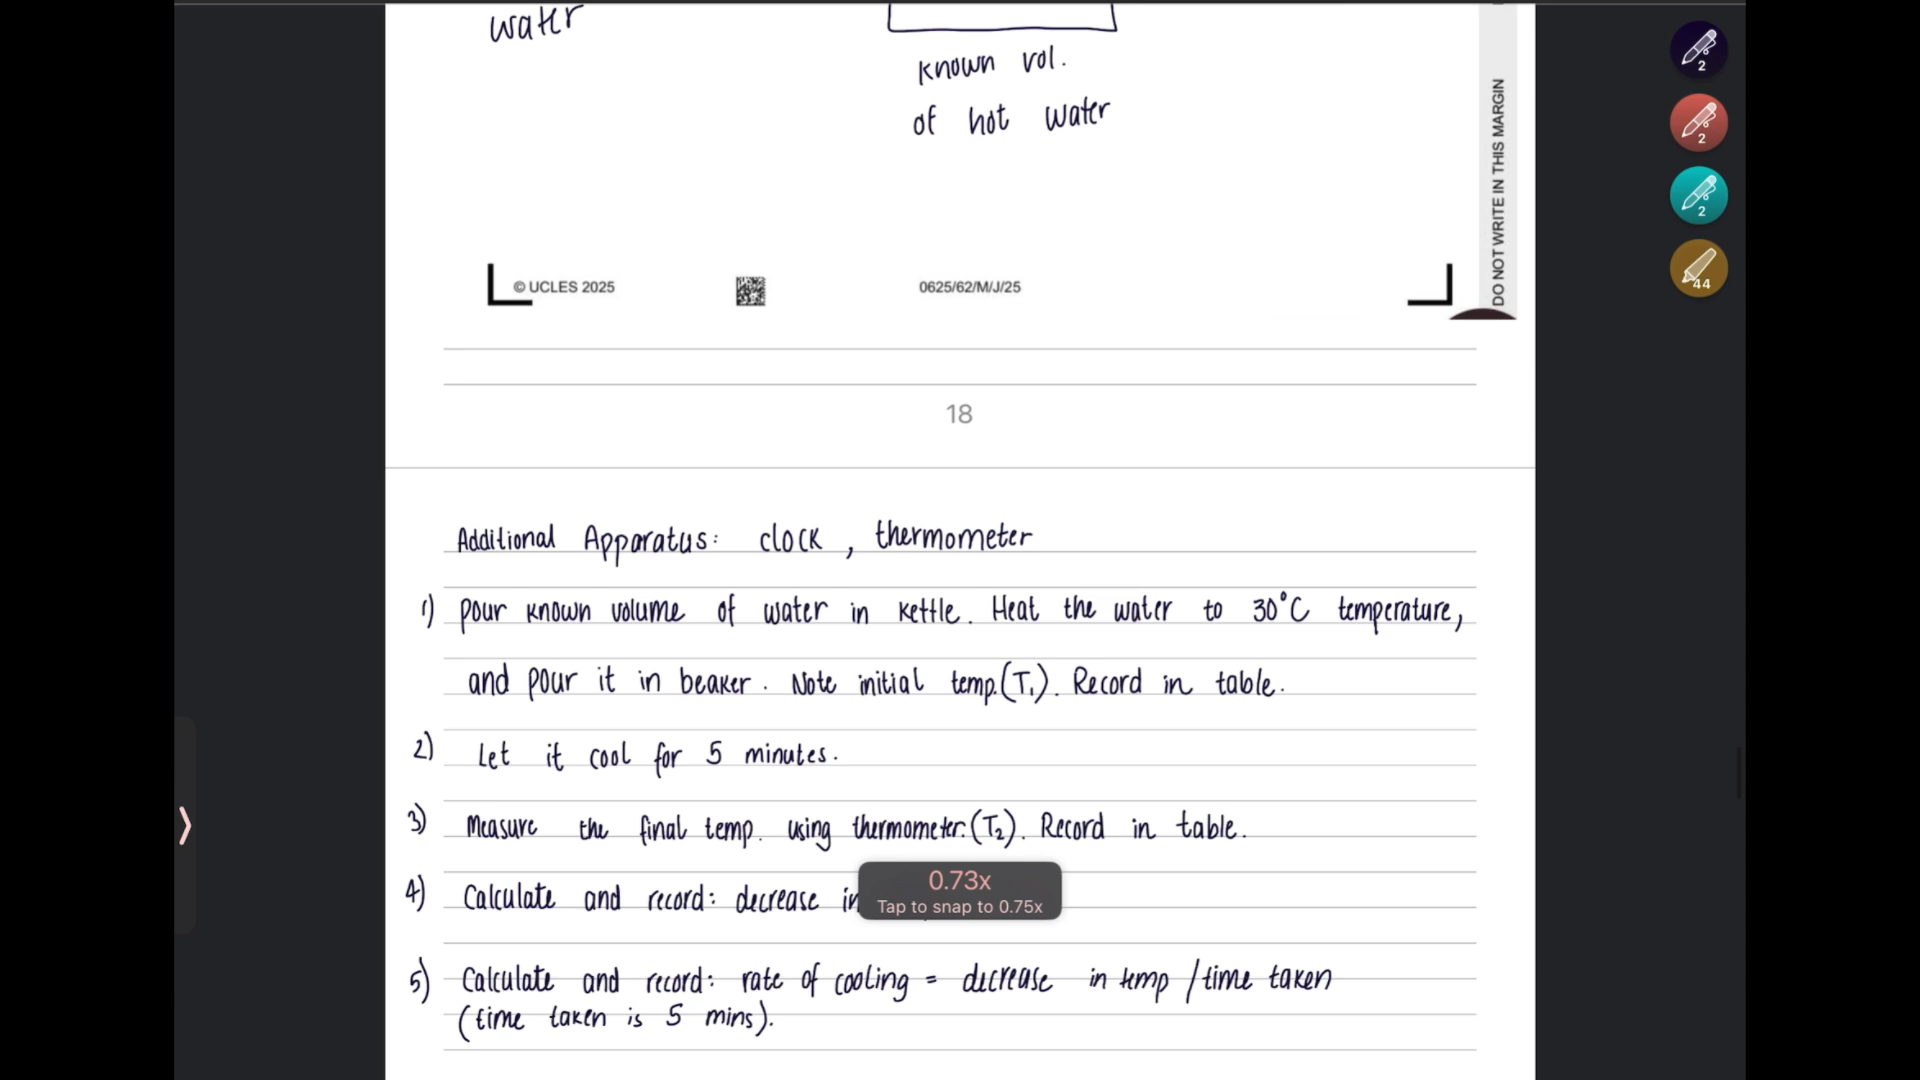 water
known vol.
of hot water
DO NOT WRITE IN THIS MARGIN
2
2
2
44
© UCLES 2025
0625/62/M/J/25
18
Additional Apparatus: clock, thermometer
1) Pour known volume of water in kettle. Heat the water to 30°C temperature,
and pour it in beaker. Note initial temp.(T₁). Record in table.
2) Let it cool for 5 minutes.
3) Measure the final temp. using thermometer.(T₂). Record in table.
4) Calculate and record: decrease in
0.73x
Tap to snap to 0.75x
5) Calculate and record: rate of cooling = decrease in temp /time taken
(time taken is 5 mins).